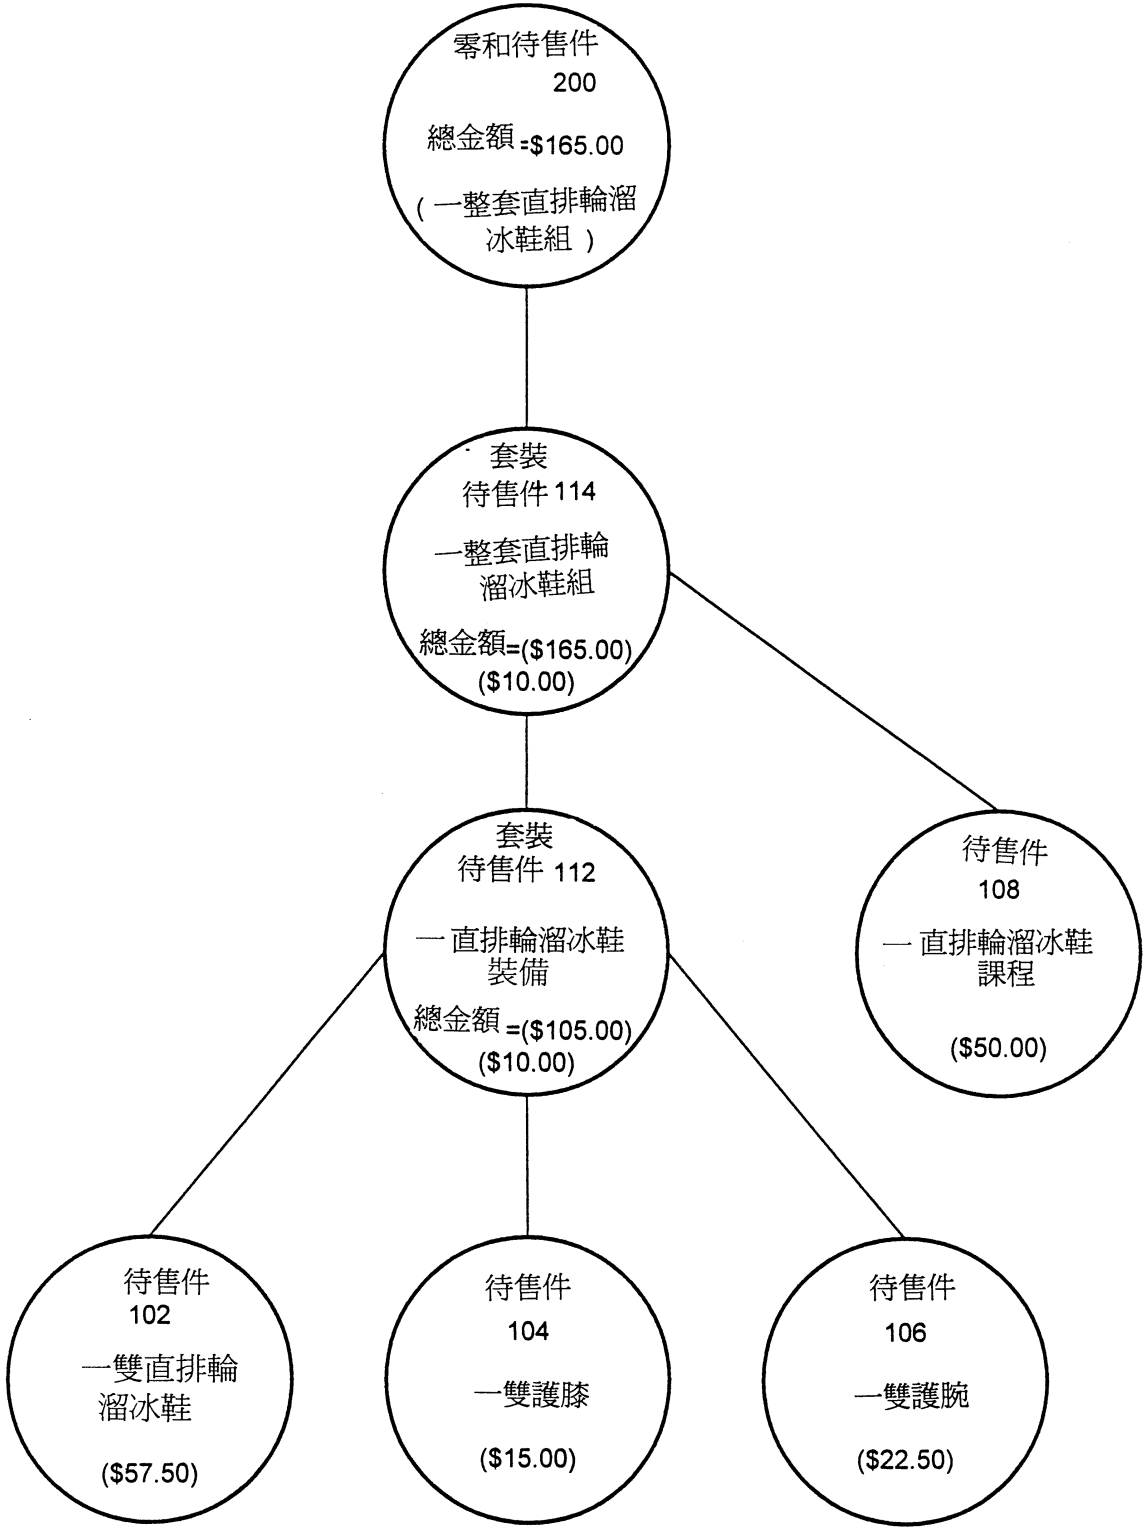 零和待售件
200
總金額=$165.00
(一整套直排輪溜
冰鞋組)
套裝
待售件 114
一整套直排輪
溜冰鞋組
總金額=($165.00)
($10.00)
套裝
待售件 112
一直排輪溜冰鞋
裝備
總金額=($105.00)
($10.00)
待售件
108
一直排輪溜冰鞋
課程
($50.00)
待售件
102
一雙直排輪
溜冰鞋
($57.50)
待售件
104
一雙護膝
($15.00)
待售件
106
一雙護腕
($22.50)